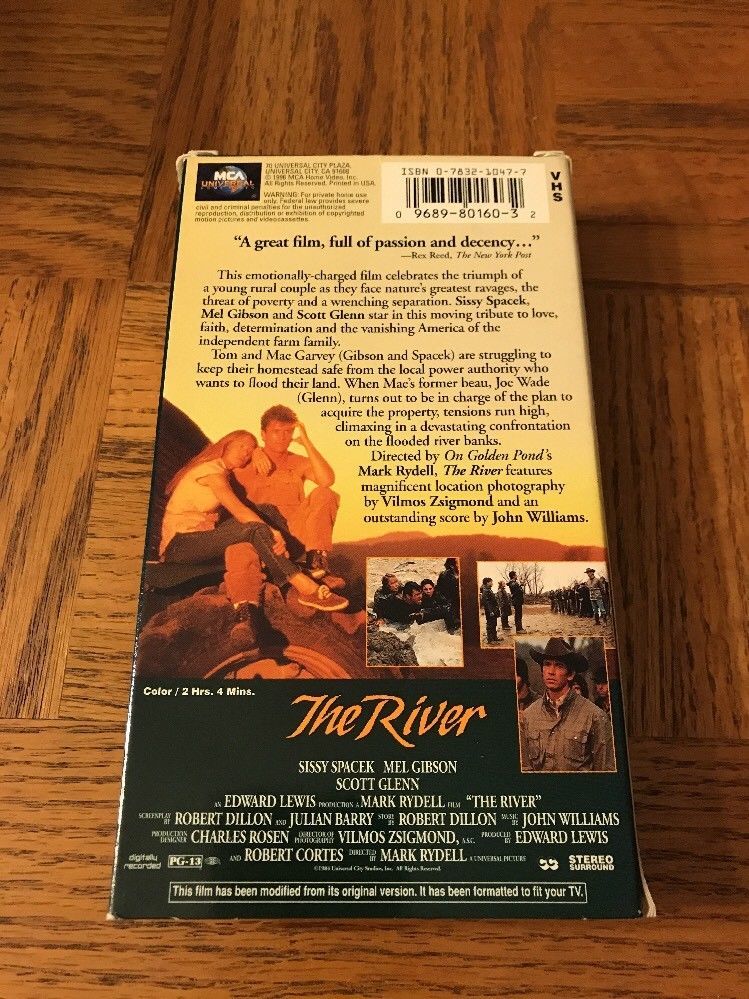 MCA
UNIVERSAL
70 UNIVERSAL CITY PLAZA,
UNIVERSAL CITY, CA 91608
© 1996 MCA Home Video, Inc.
All Rights Reserved. Printed in USA.
WARNING: For private home use
only. Federal law provides severe
civil and criminal penalties for the unauthorized
reproduction, distribution or exhibition of copyrighted
motion pictures and videocassettes.
ISBN 0-7832-1047-7
0 9689-80160-3 2
VHS
“A great film, full of passion and decency...”
—Rex Reed, The New York Post
This emotionally-charged film celebrates the triumph of
a young rural couple as they face nature's greatest ravages, the
threat of poverty and a wrenching separation. Sissy Spacek,
Mel Gibson and Scott Glenn star in this moving tribute to love,
faith, determination and the vanishing America of the
independent farm family.
Tom and Mae Garvey (Gibson and Spacek) are struggling to
keep their homestead safe from the local power authority who
wants to flood their land. When Mae's former beau, Joe Wade
(Glenn), turns out to be in charge of the plan to
acquire the property, tensions run high,
climaxing in a devastating confrontation
on the flooded river banks.
Directed by On Golden Pond's
Mark Rydell, The River features
magnificent location photography
by Vilmos Zsigmond and an
outstanding score by John Williams.
Color / 2 Hrs. 4 Mins.
The River
SISSY SPACEK MEL GIBSON
SCOTT GLENN
AN EDWARD LEWIS PRODUCTION A MARK RYDELL FILM “THE RIVER”
SCREENPLAY BY ROBERT DILLON AND JULIAN BARRY STORY BY ROBERT DILLON MUSIC BY JOHN WILLIAMS
PRODUCTION DESIGNER CHARLES ROSEN DIRECTOR OF PHOTOGRAPHY VILMOS ZSIGMOND, A.S.C. PRODUCED BY EDWARD LEWIS
AND ROBERT CORTES DIRECTED BY MARK RYDELL A UNIVERSAL PICTURE
digitally recorded
PG-13
©1984 Universal City Studios, Inc. All Rights Reserved.
STEREO
SURROUND
This film has been modified from its original version. It has been formatted to fit your TV.